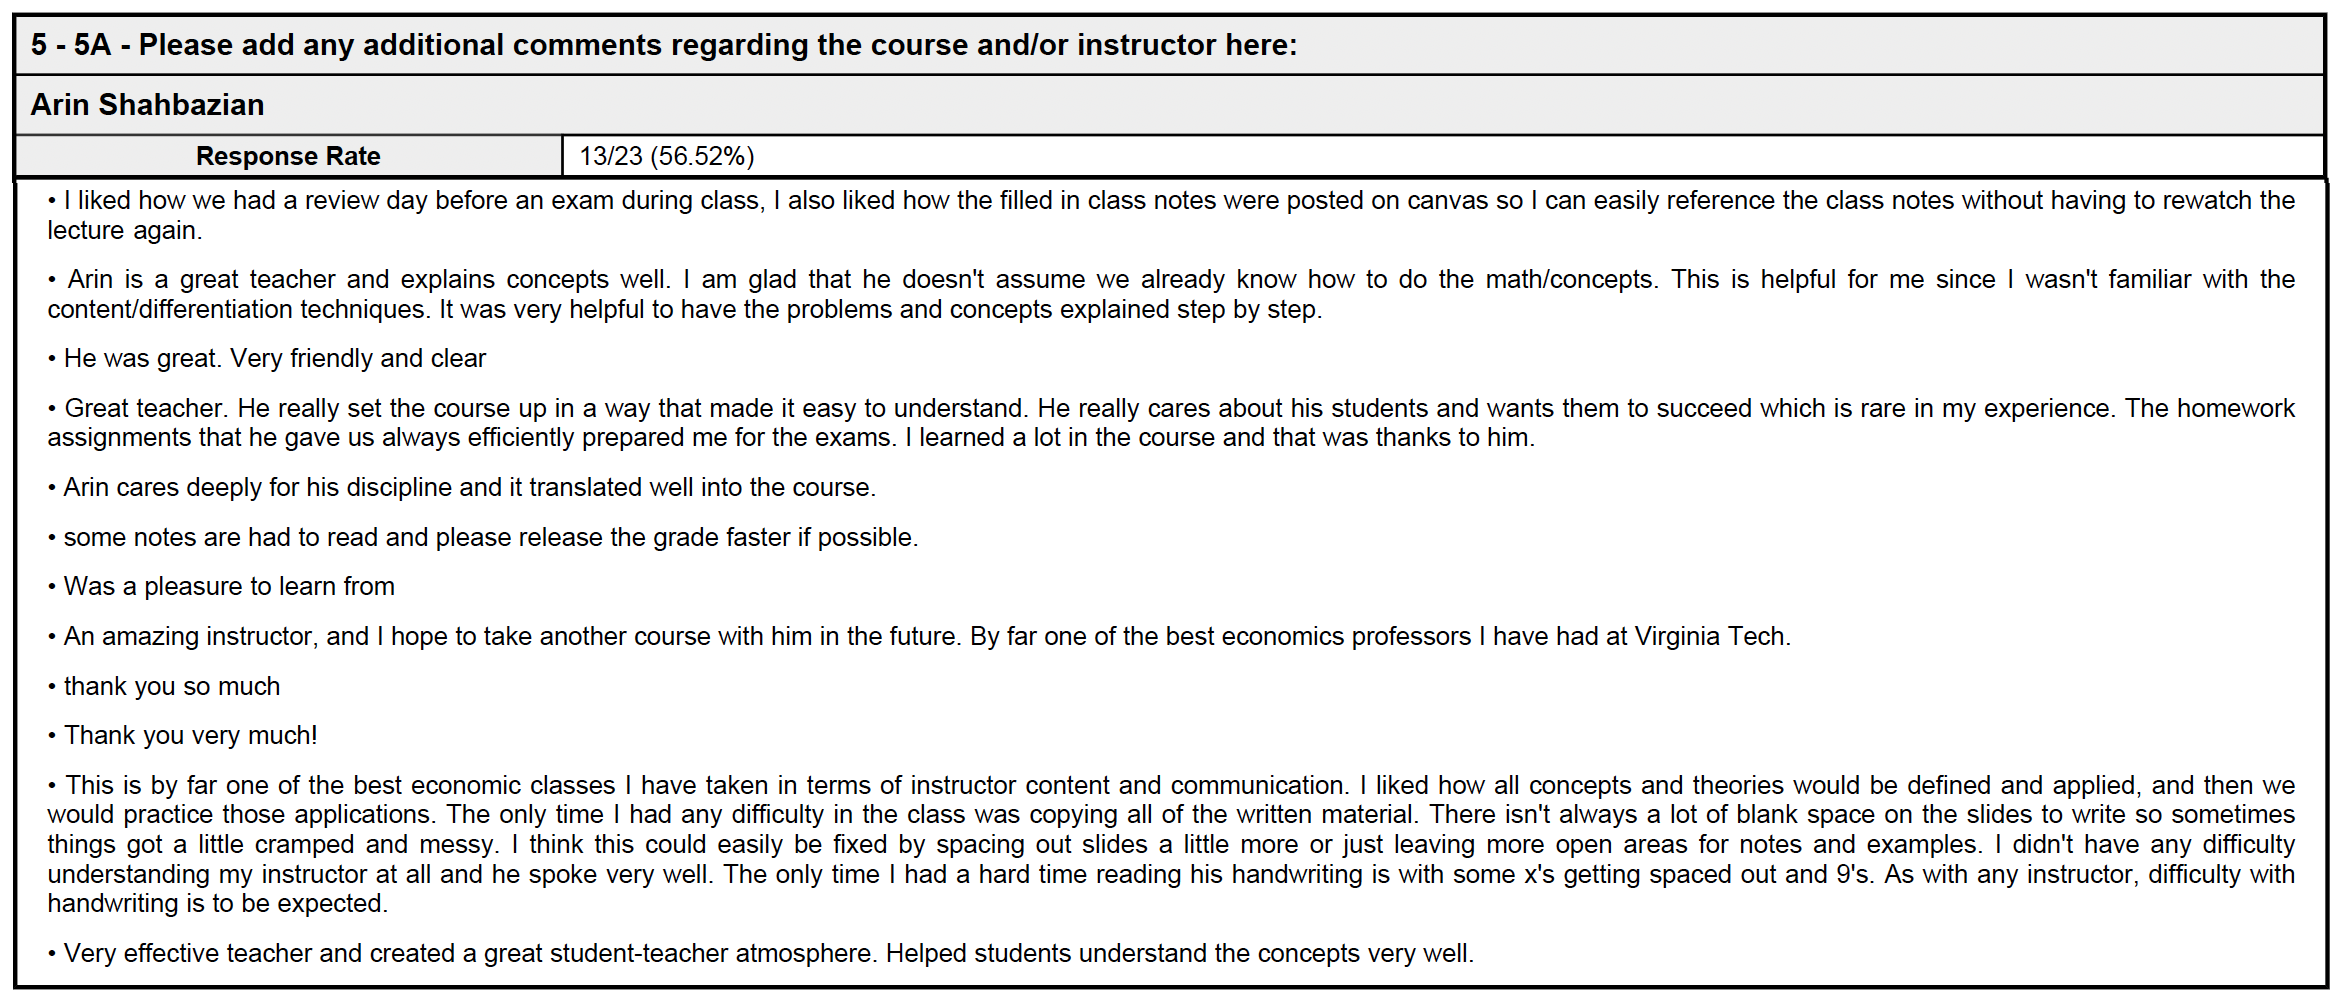 5 - 5A - Please add any additional comments regarding the course and/or instructor here:
Arin Shahbazian
Response Rate 13/23 (56.52%)
• I liked how we had a review day before an exam during class, I also liked how the filled in class notes were posted on canvas so I can easily reference the class notes without having to rewatch the
lecture again.
• Arin is a great teacher and explains concepts well. I am glad that he doesn't assume we already know how to do the math/concepts. This is helpful for me since I wasn't familiar with the
content/differentiation techniques. It was very helpful to have the problems and concepts explained step by step.
• He was great. Very friendly and clear
• Great teacher. He really set the course up in a way that made it easy to understand. He really cares about his students and wants them to succeed which is rare in my experience. The homework
assignments that he gave us always efficiently prepared me for the exams. I learned a lot in the course and that was thanks to him.
• Arin cares deeply for his discipline and it translated well into the course.
• some notes are had to read and please release the grade faster if possible.
• Was a pleasure to learn from
• An amazing instructor, and I hope to take another course with him in the future. By far one of the best economics professors I have had at Virginia Tech.
• thank you so much
• Thank you very much!
• This is by far one of the best economic classes I have taken in terms of instructor content and communication. I liked how all concepts and theories would be defined and applied, and then we
would practice those applications. The only time I had any difficulty in the class was copying all of the written material. There isn't always a lot of blank space on the slides to write so sometimes
things got a little cramped and messy. I think this could easily be fixed by spacing out slides a little more or just leaving more open areas for notes and examples. I didn't have any difficulty
understanding my instructor at all and he spoke very well. The only time I had a hard time reading his handwriting is with some x's getting spaced out and 9's. As with any instructor, difficulty with
handwriting is to be expected.
• Very effective teacher and created a great student-teacher atmosphere. Helped students understand the concepts very well.